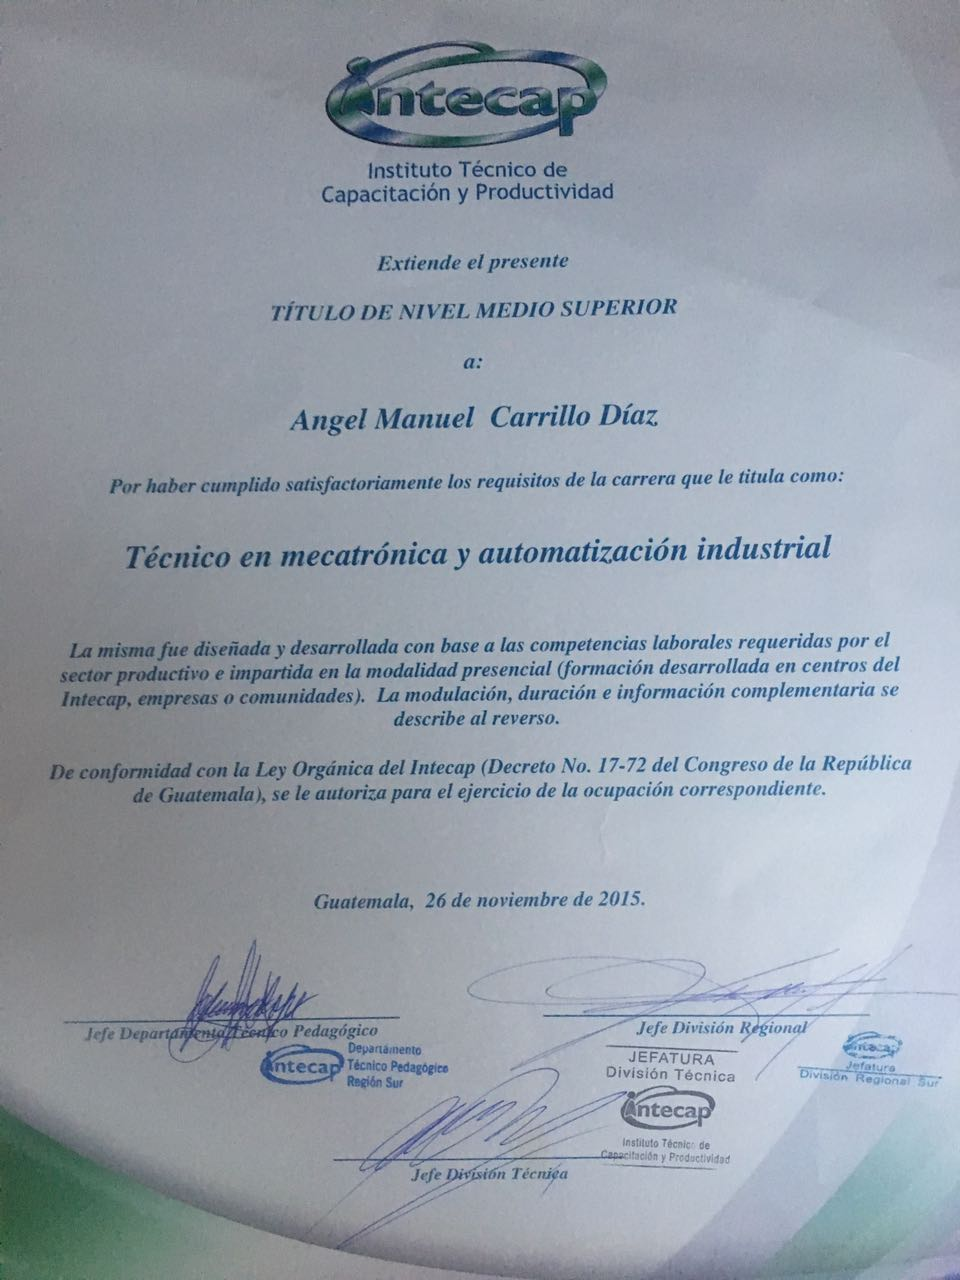 Intecap
Instituto Técnico de
Capacitación y Productividad
Extiende el presente
TÍTULO DE NIVEL MEDIO SUPERIOR
a:
Angel Manuel Carrillo Díaz
Por haber cumplido satisfactoriamente los requisitos de la carrera que le titula como:
Técnico en mecatrónica y automatización industrial
La misma fue diseñada y desarrollada con base a las competencias laborales requeridas por el
sector productivo e impartida en la modalidad presencial (formación desarrollada en centros del
Intecap, empresas o comunidades). La modulación, duración e información complementaria se
describe al reverso.
De conformidad con la Ley Orgánica del Intecap (Decreto No. 17-72 del Congreso de la República
de Guatemala), se le autoriza para el ejercicio de la ocupación correspondiente.
Guatemala, 26 de noviembre de 2015.
Jefe Departamento Técnico Pedagógico
Intecap
Departamento
Técnico Pedagógico
Región Sur
Jefe División Regional
Intecap
Jefatura
División Regional Sur
JEFATURA
División Técnica
Intecap
Instituto Técnico de
Capacitación y Productividad
Jefe División Técnica